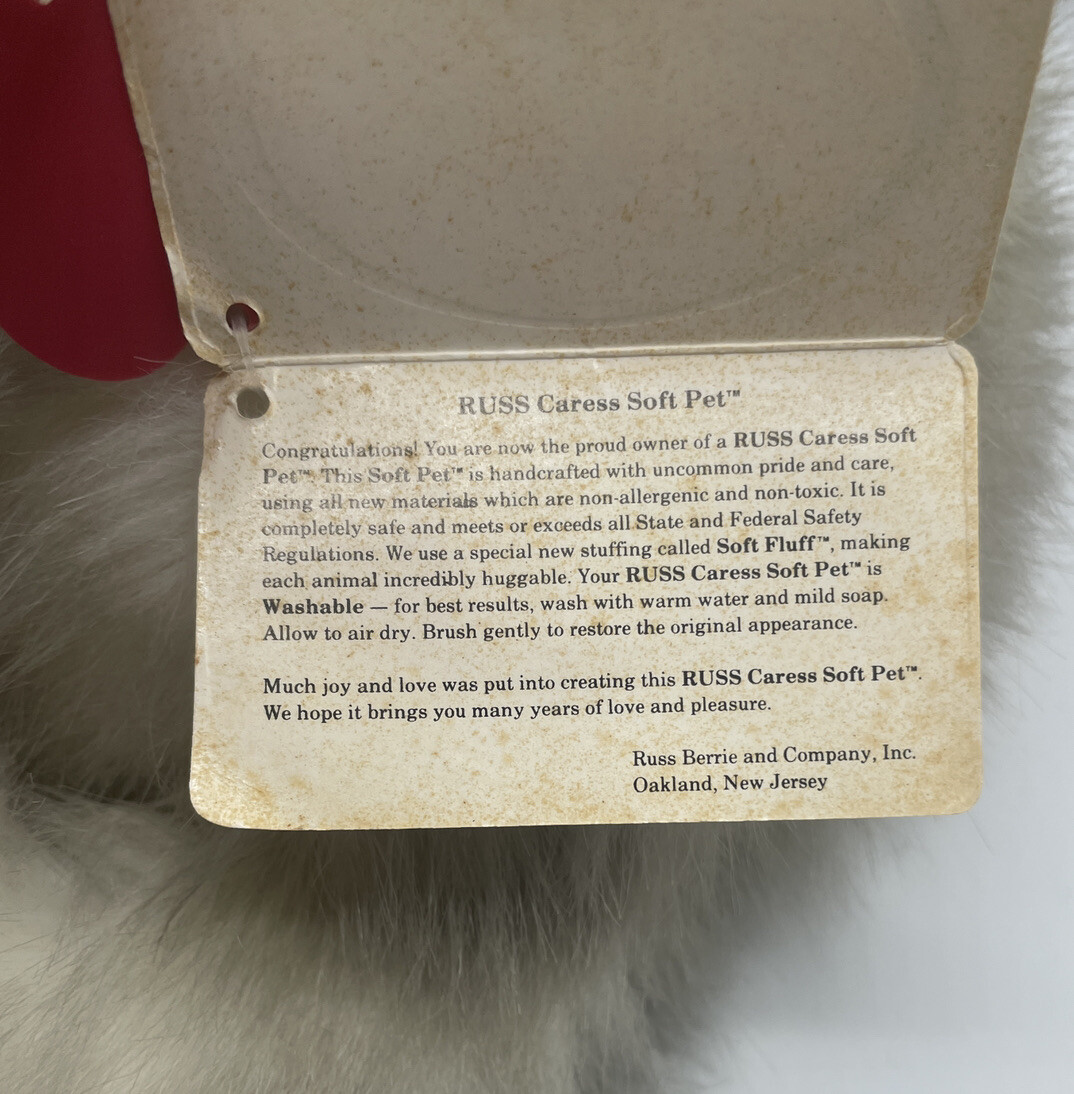 RUSS Caress Soft Pet™
Congratulations! You are now the proud owner of a RUSS Caress Soft
Pet™. This Soft Pet™ is handcrafted with uncommon pride and care,
using all new materials which are non-allergenic and non-toxic. It is
completely safe and meets or exceeds all State and Federal Safety
Regulations. We use a special new stuffing called Soft Fluff™, making
each animal incredibly huggable. Your RUSS Caress Soft Pet™ is
Washable — for best results, wash with warm water and mild soap.
Allow to air dry. Brush gently to restore the original appearance.
Much joy and love was put into creating this RUSS Caress Soft Pet™.
We hope it brings you many years of love and pleasure.
Russ Berrie and Company, Inc.
Oakland, New Jersey